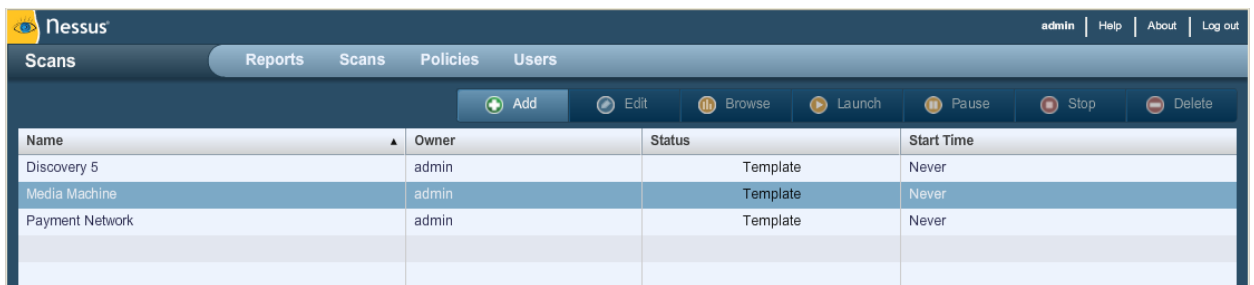 Nessus
admin | Help | About | Log out
Scans Reports Scans Policies Users
Add Edit Browse Launch Pause Stop Delete
Name Owner Status Start Time
Discovery 5 admin Template Never
Media Machine admin Template Never
Payment Network admin Template Never